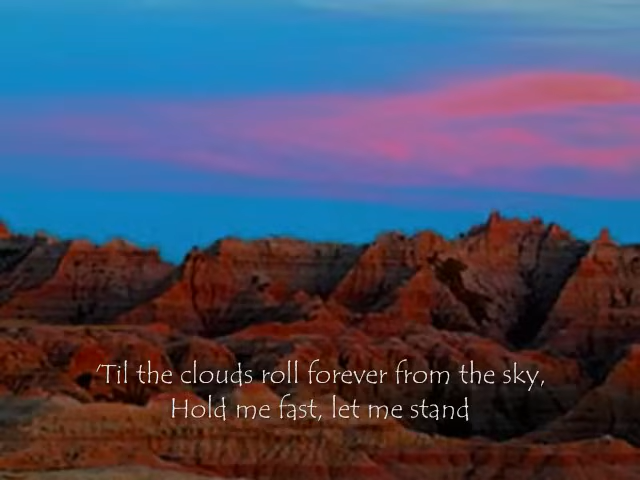 'Til the clouds roll forever from the sky,
Hold me fast, let me stand